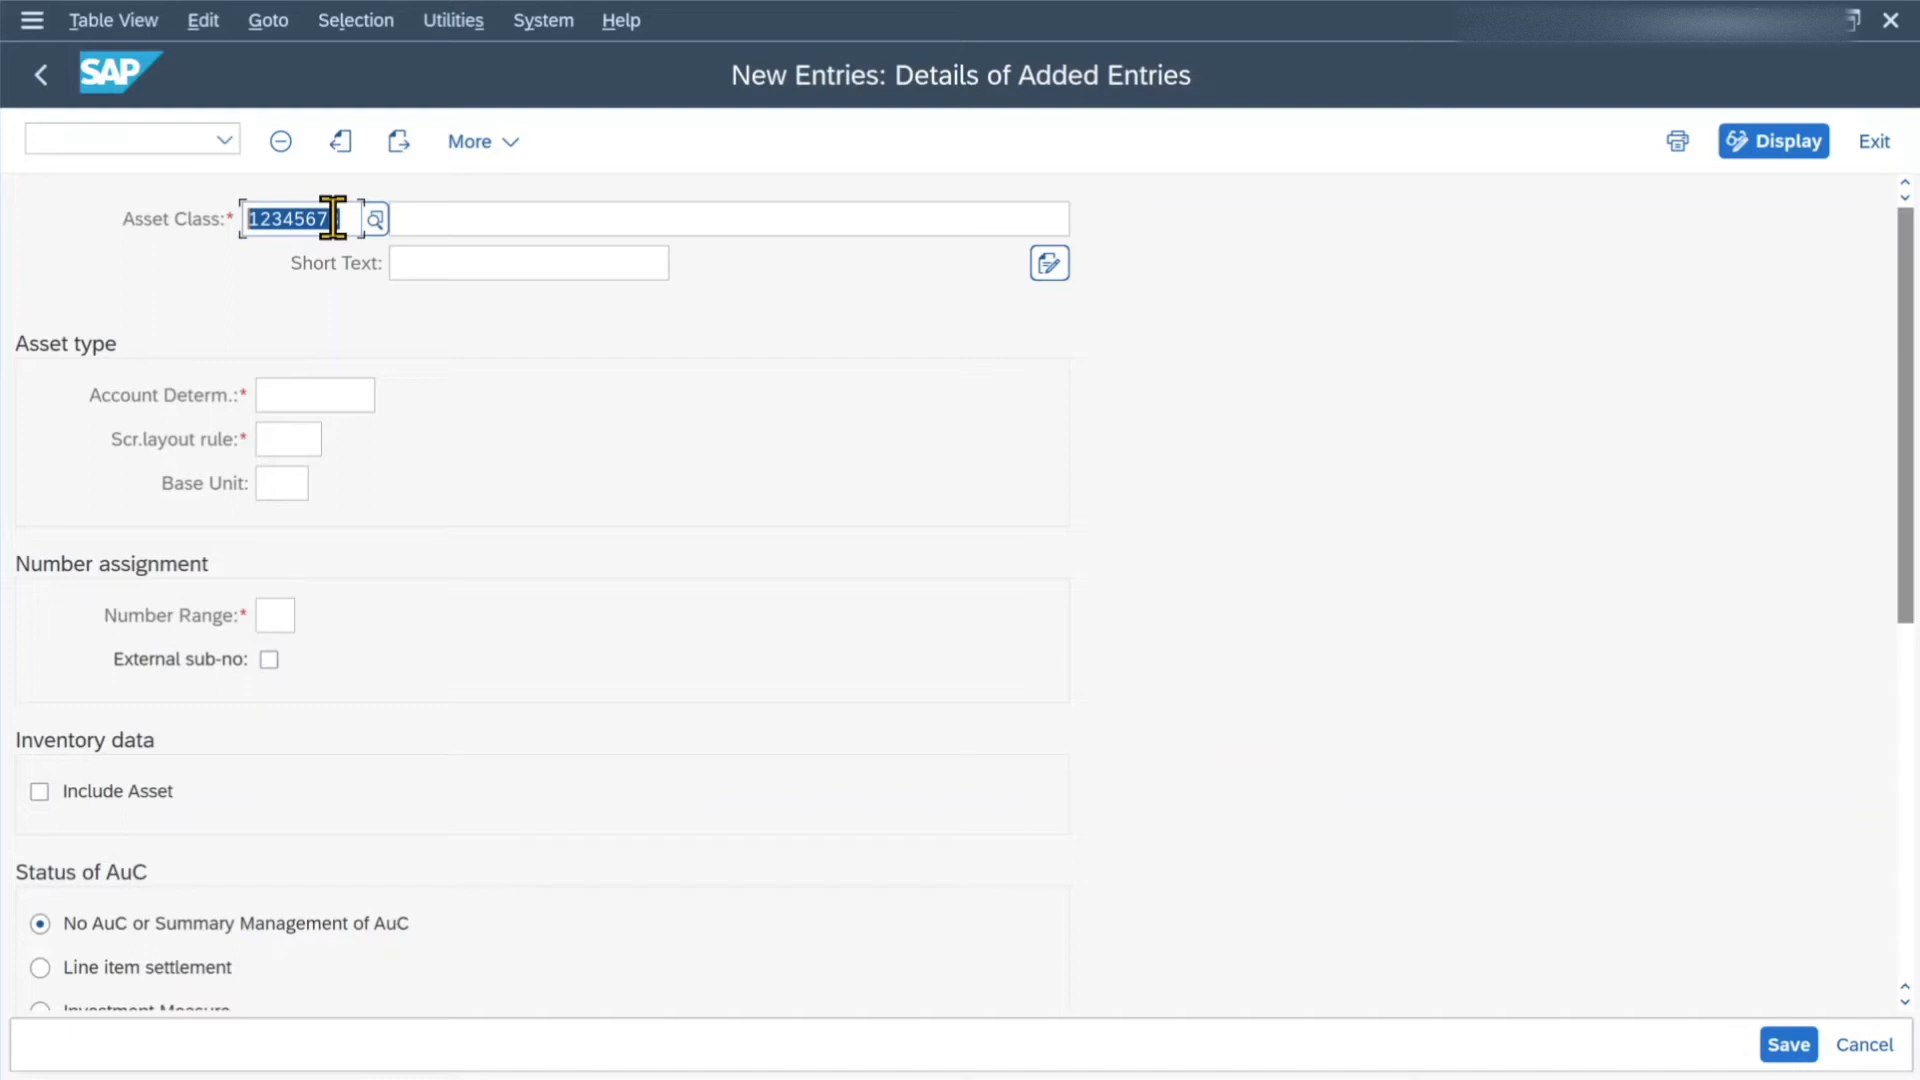 Table View Edit Goto Selection Utilities System Help
SAP New Entries: Details of Added Entries
More Display Exit
Asset Class:* 1234567
Short Text:
Asset type
Account Determ.:*
Scr.layout rule:*
Base Unit:
Number assignment
Number Range:*
External sub-no:
Inventory data
Include Asset
Status of AuC
No AuC or Summary Management of AuC
Line item settlement
Investment Measure
Save Cancel